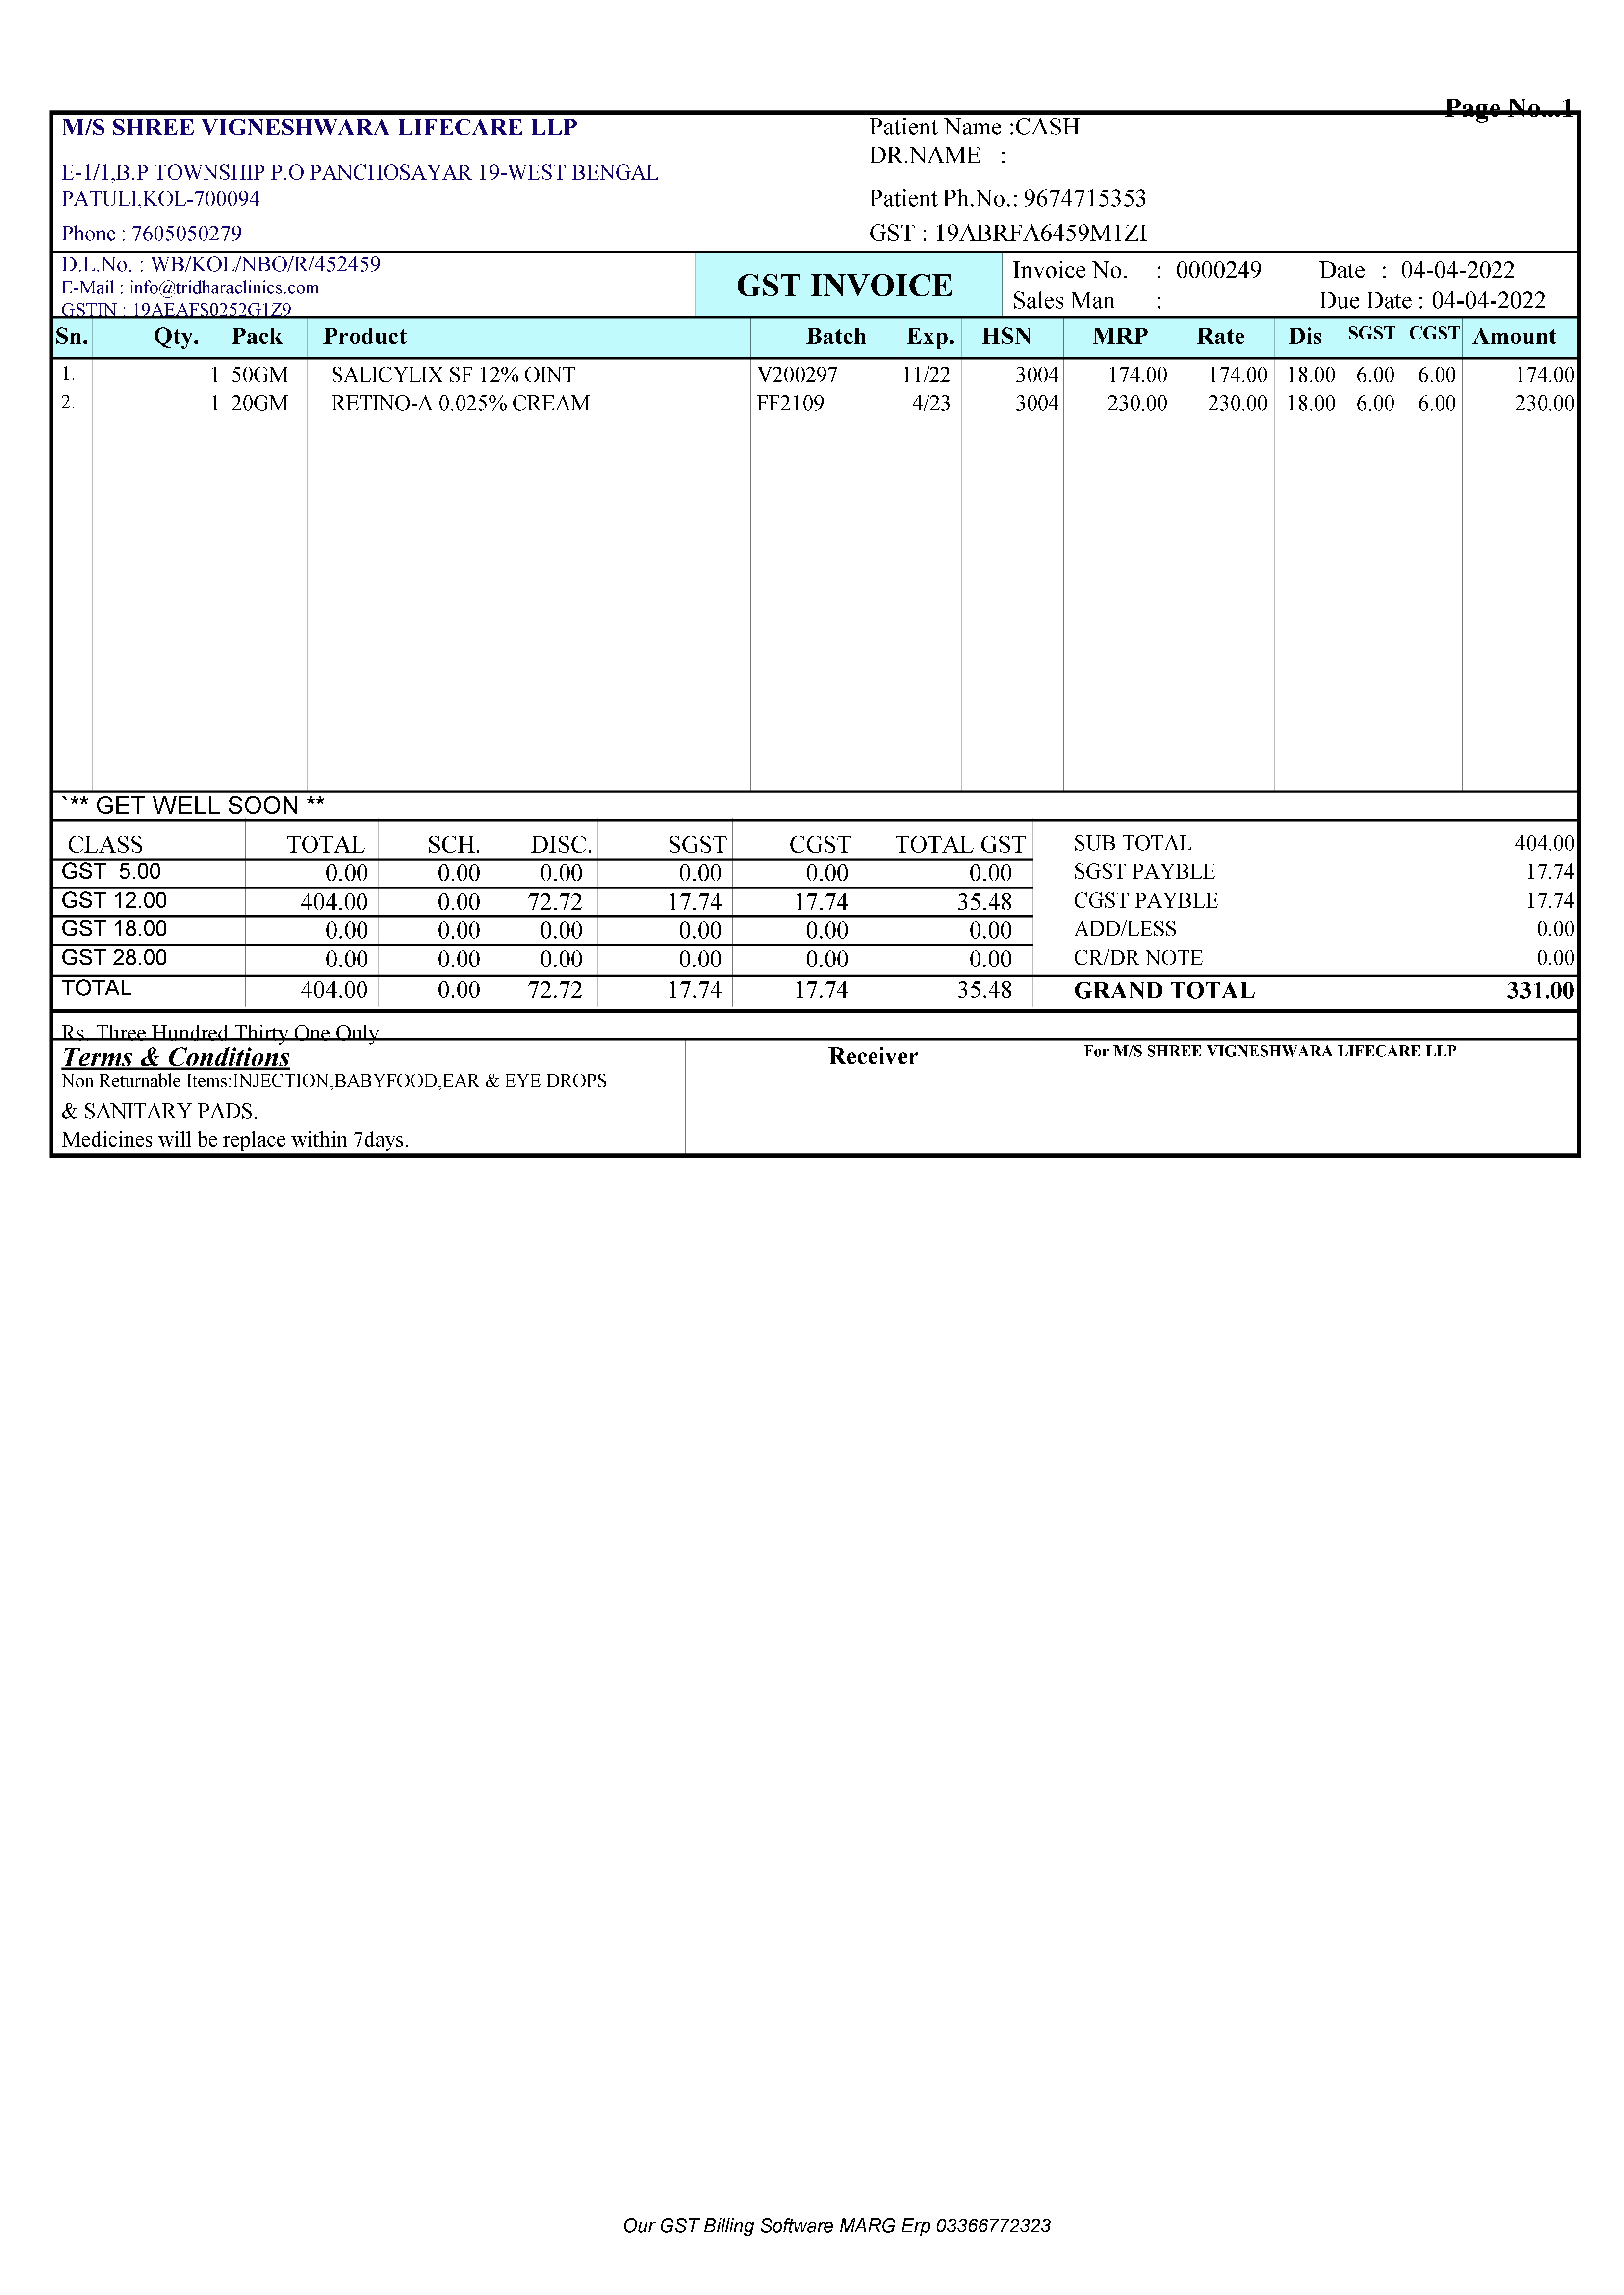 Page No...1
M/S SHREE VIGNESHWARA LIFECARE LLP
E-1/1,B.P TOWNSHIP P.O PANCHOSAYAR 19-WEST BENGAL
PATULI,KOL-700094
Phone : 7605050279
Patient Name :CASH
DR.NAME :
Patient Ph.No.: 9674715353
GST : 19ABRFA6459M1ZI
D.L.No. : WB/KOL/NBO/R/452459
E-Mail : info@tridharaclinics.com
GSTIN : 19AEAFS0252G1Z9
GST INVOICE
Invoice No. : 0000249 Date : 04-04-2022
Sales Man : Due Date : 04-04-2022
Sn. Qty. Pack Product Batch Exp. HSN MRP Rate Dis SGST CGST Amount
1. 1 50GM SALICYLIX SF 12% OINT V200297 11/22 3004 174.00 174.00 18.00 6.00 6.00 174.00
2. 1 20GM RETINO-A 0.025% CREAM FF2109 4/23 3004 230.00 230.00 18.00 6.00 6.00 230.00
`** GET WELL SOON **
CLASS TOTAL SCH. DISC. SGST CGST TOTAL GST SUB TOTAL 404.00
GST 5.00 0.00 0.00 0.00 0.00 0.00 0.00 SGST PAYBLE 17.74
GST 12.00 404.00 0.00 72.72 17.74 17.74 35.48 CGST PAYBLE 17.74
GST 18.00 0.00 0.00 0.00 0.00 0.00 0.00 ADD/LESS 0.00
GST 28.00 0.00 0.00 0.00 0.00 0.00 0.00 CR/DR NOTE 0.00
TOTAL 404.00 0.00 72.72 17.74 17.74 35.48 GRAND TOTAL 331.00
Rs. Three Hundred Thirty One Only
Terms & Conditions
Non Returnable Items:INJECTION,BABYFOOD,EAR & EYE DROPS
& SANITARY PADS.
Medicines will be replace within 7days.
Receiver
For M/S SHREE VIGNESHWARA LIFECARE LLP
Our GST Billing Software MARG Erp 03366772323